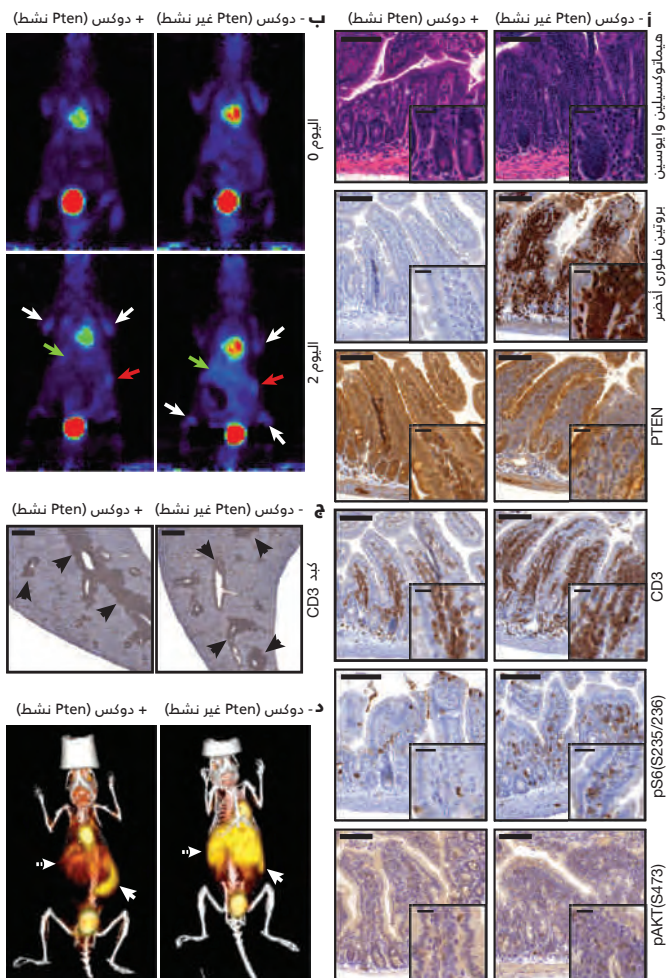 أ
- دوكس (Pten غير نشط)
+ دوكس (Pten نشط)
هيماتوكسيلين وايوسين
بروتين فلوري أخضر
PTEN
CD3
pS6(S235/236)
pAKT(S473)
ب
- دوكس (Pten غير نشط)
+ دوكس (Pten نشط)
اليوم 0
اليوم 2
ج
- دوكس (Pten غير نشط)
+ دوكس (Pten نشط)
كبد CD3
د
- دوكس (Pten غير نشط)
+ دوكس (Pten نشط)